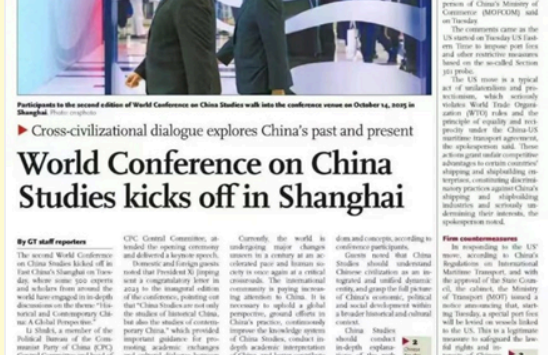 Participants to the second edition of World Conference on China Studies walk into the conference venue on October 14, 2025 in
Shanghai. Photo:
Cross-civilizational dialogue explores China's past and present
World Conference on China
Studies kicks off in Shanghai
By GT staff reporters
The second World Conference
on China Studies kicked off in
East China's Shanghai on Tues-
day, where some 500 experts
and scholars from around the
world have engaged in in-depth
discussions on the theme "His-
torical and Contemporary Chi-
na: A Global Perspective."
Li Shulei, a member of the
Political Bureau of the Com-
munist Party of China (CPC)
CPC Central Committee, at-
tended the opening ceremony
and delivered a keynote speech.
Domestic and foreign guests
noted that President Xi Jinping
sent a congratulatory letter in
2023 to the inaugural edition of
the conference, pointing out
that "China Studies are not only
the studies of historical China,
but also the studies of contem-
porary China," which provided
important guidance for pro-
moting academic exchanges
Currently, the world is
undergoing major changes
unseen in a century at an ac-
celerated pace and human so-
ciety is once again at a critical
crossroads. The international
community is paying increas-
ing attention to China. It is
necessary to uphold a global
perspective, ground efforts in
China's practice, continuously
improve the knowledge system
of China Studies, conduct in-
depth academic interpretation
dom and concepts, according to
conference participants.
Guests noted that China
Studies should understand
Chinese civilization as an in-
tegrated and unified dynamic
entity, and grasp the full picture
of China's economic, political
and social development within
a broader historical and cultural
context.
China Studies
should conduct
in-depth explana-
2
person of China's Ministry of
Commerce (MOFCOM) said
on Tuesday.
The comments came as the
US started on Tuesday US East-
ern Time to impose port fees
and other restrictive measures
based on the so-called Section
301 probe.
The US move is a typical
act of unilateralism and pro-
tectionism, which seriously
violates World Trade Organi-
zation (WTO) rules and the
principle of equality and reci-
procity under the China-US
maritime transport agreement,
the spokesperson said. These
actions grant unfair competitive
advantages to certain countries'
shipping and shipbuilding en-
terprises, constituting discrimi-
natory practices against China's
shipping and shipbuilding
industries and seriously un-
dermining their interests, the
spokesperson noted.
Firm countermeasures
In responding to the US'
move, according to China's
Regulations on International
Maritime Transport, and with
the approval of the State Coun-
cil, the cabinet, the Ministry
of Transport (MOT) issued a
notice announcing that, start-
ing Tuesday, a special port fee
will be levied on vessels linked
to the US. This is a legitimate
measure to safeguard the law-
ful rights and in-